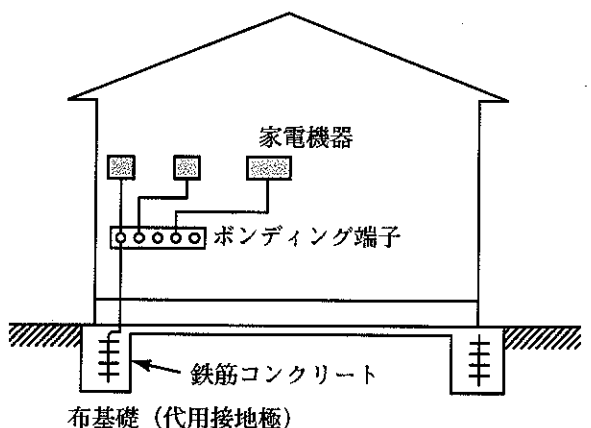 家電機器
ボンディング端子
鉄筋コンクリート
布基礎(代用接地極)